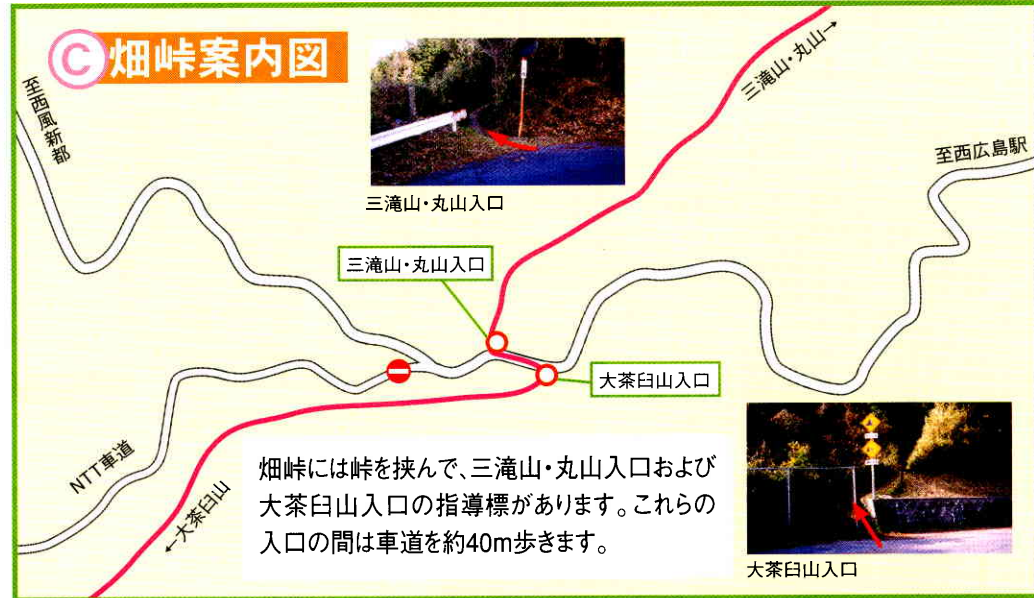 C 畑峠案内図
至西風新都
三滝山・丸山→
至西広島駅
三滝山・丸山入口
三滝山・丸山入口
大茶臼山入口
NTT車道
←大茶臼山
畑峠には峠を挟んで、三滝山・丸山入口および
大茶臼山入口の指導標があります。これらの
入口の間は車道を約40m歩きます。
大茶臼山入口